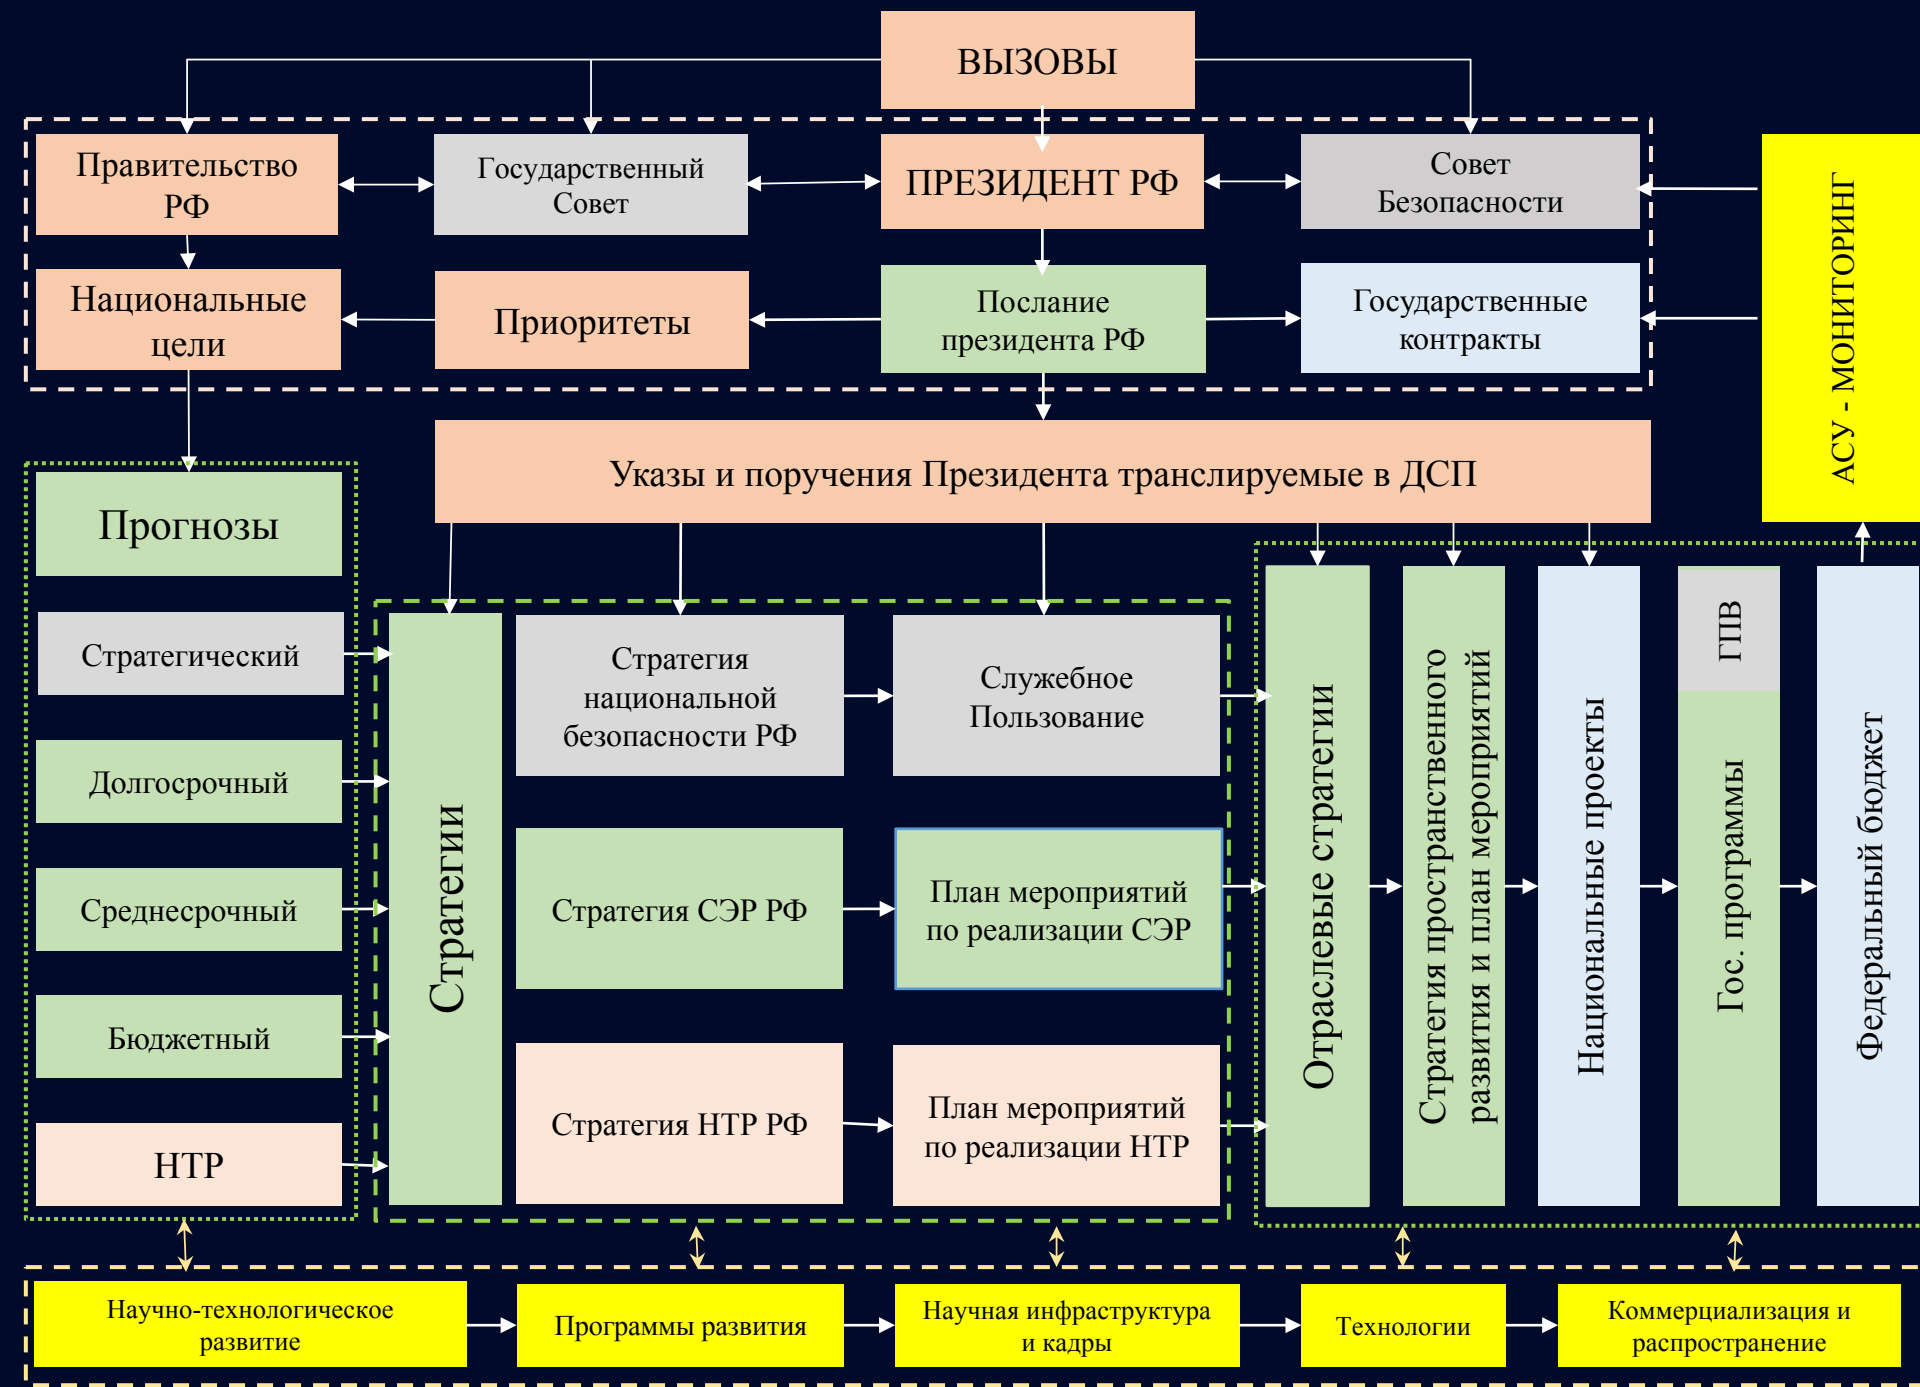 ВЫЗОВЫ
Правительство
РФ
Государственный
Совет
ПРЕЗИДЕНТ РФ
Совет
Безопасности
АСУ - МОНИТОРИНГ
Национальные
цели
Приоритеты
Послание
президента РФ
Государственные
контракты
Указы и поручения Президента транслируемые в ДСП
Прогнозы
Стратегический
Долгосрочный
Среднесрочный
Бюджетный
НТР
Стратегии
Стратегия
национальной
безопасности РФ
Служебное
Пользование
Стратегия СЭР РФ
План мероприятий
по реализации СЭР
Стратегия НТР РФ
План мероприятий
по реализации НТР
Отраслевые стратегии
Стратегия пространственного
развития и план мероприятий
Национальные проекты
ГПВ
Гос. программы
Федеральный бюджет
Научно-технологическое
развитие
Программы развития
Научная инфраструктура
и кадры
Технологии
Коммерциализация и
распространение